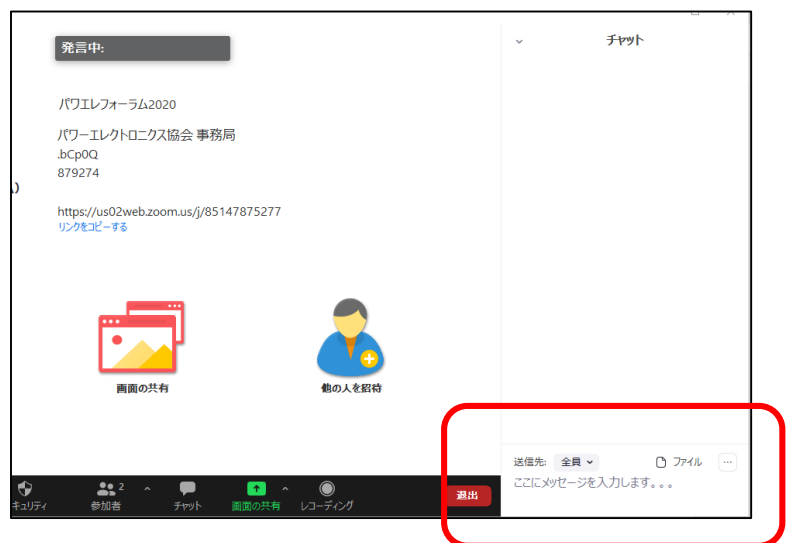 発言中:
チャット
パワエレフォーラム2020
パワーエレクトロニクス協会 事務局
.bCp0Q
879274
)
https://us02web.zoom.us/j/85147875277
リンクをコピーする
画面の共有
他の人を招待
送信先: 全員 ファイル ...
ここにメッセージを入力します。。。
キュリティ
参加者 2
チャット
画面の共有
レコーディング
退出